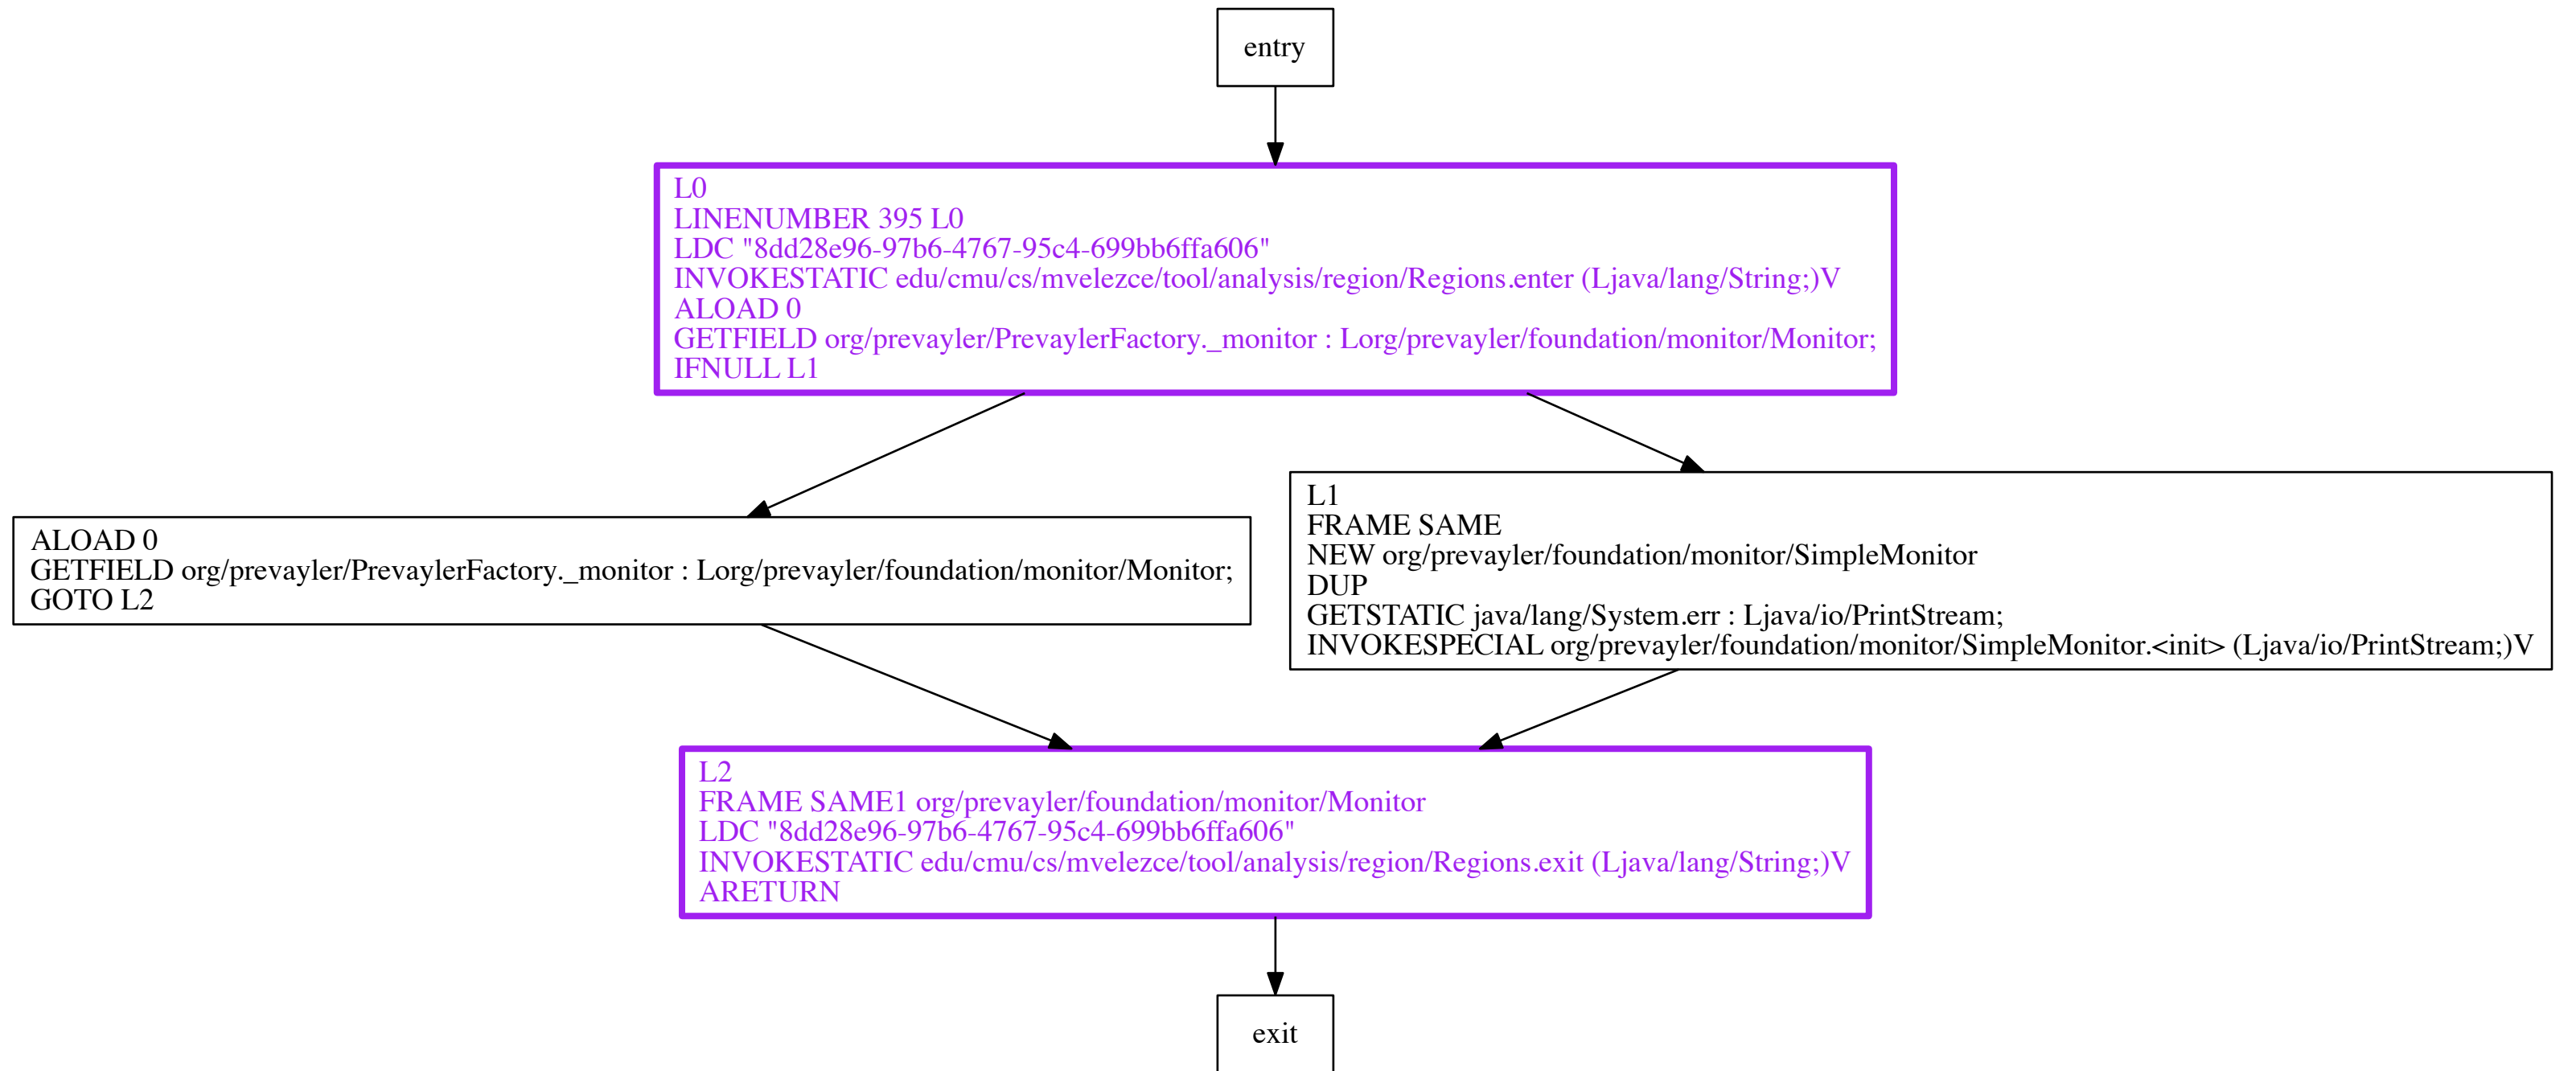 entry
L0
LINENUMBER 395 L0
LDC "8dd28e96-97b6-4767-95c4-699bb6ffa606"
INVOKESTATIC edu/cmu/cs/mvelezce/tool/analysis/region/Regions.enter (Ljava/lang/String;)V
ALOAD 0
GETFIELD org/prevayler/PrevaylerFactory._monitor : Lorg/prevayler/foundation/monitor/Monitor;
IFNULL L1
ALOAD 0
GETFIELD org/prevayler/PrevaylerFactory._monitor : Lorg/prevayler/foundation/monitor/Monitor;
GOTO L2
L1
FRAME SAME
NEW org/prevayler/foundation/monitor/SimpleMonitor
DUP
GETSTATIC java/lang/System.err : Ljava/io/PrintStream;
INVOKESPECIAL org/prevayler/foundation/monitor/SimpleMonitor.<init> (Ljava/io/PrintStream;)V
L2
FRAME SAME1 org/prevayler/foundation/monitor/Monitor
LDC "8dd28e96-97b6-4767-95c4-699bb6ffa606"
INVOKESTATIC edu/cmu/cs/mvelezce/tool/analysis/region/Regions.exit (Ljava/lang/String;)V
ARETURN
exit